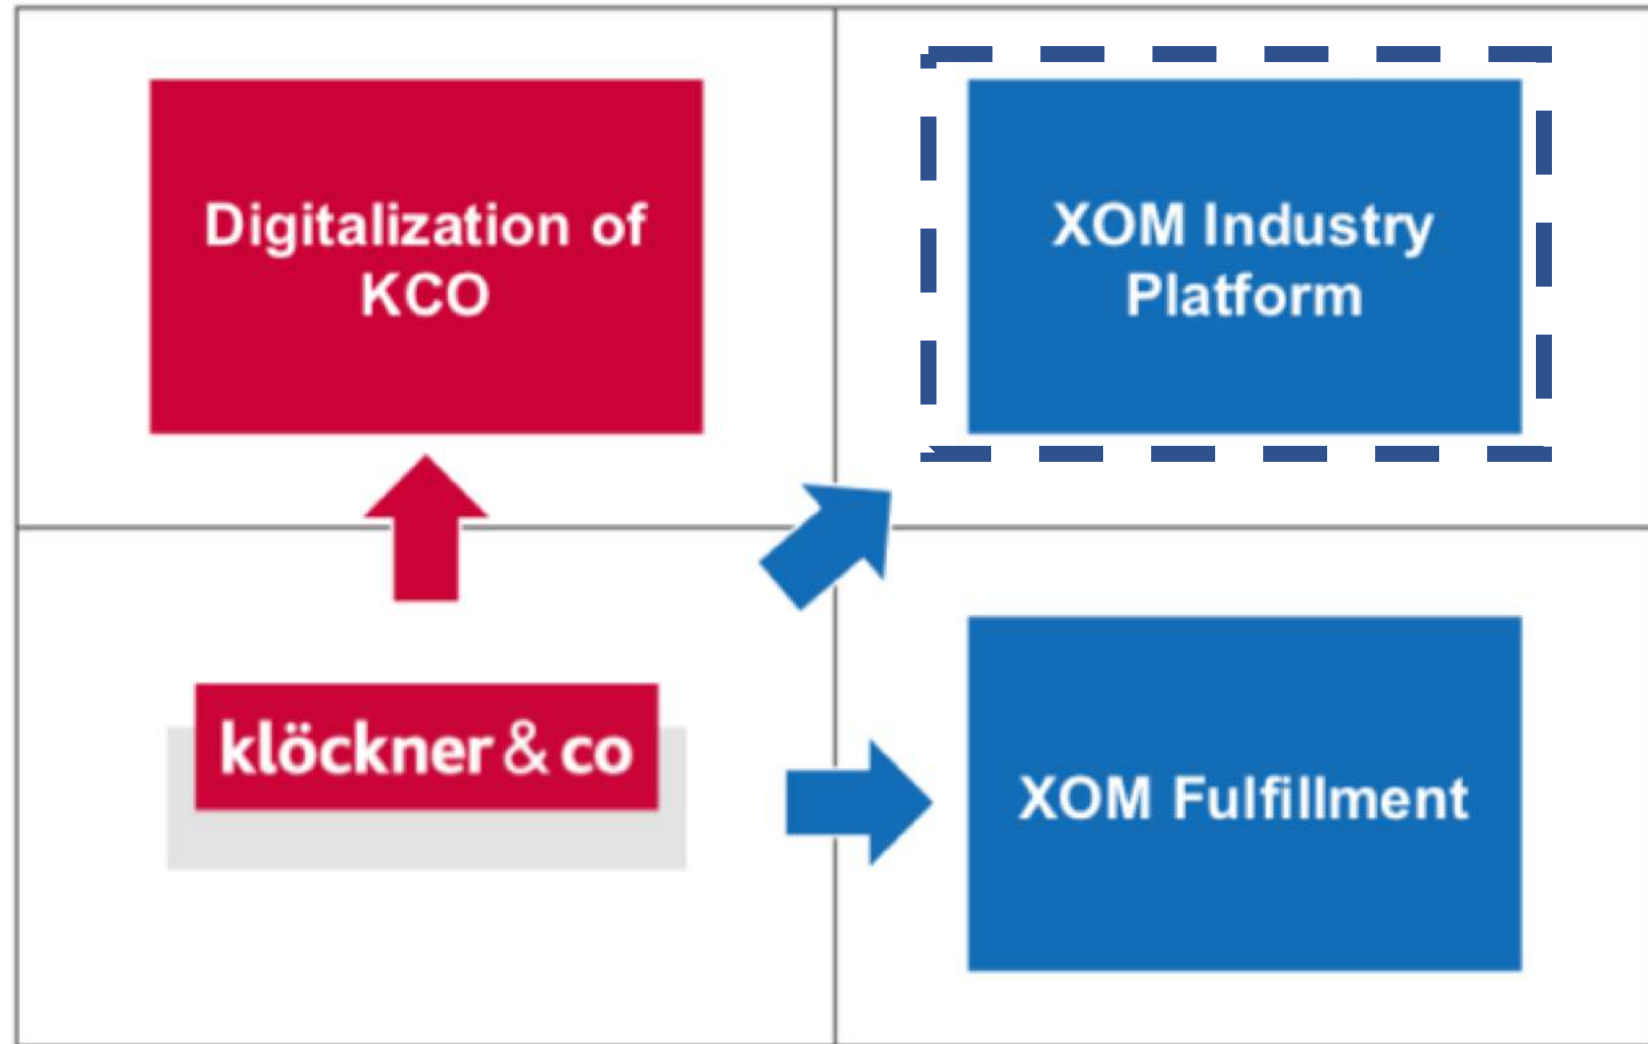 Digitalization of
KCO
XOM Industry
Platform
klöckner & co
XOM Fulfillment